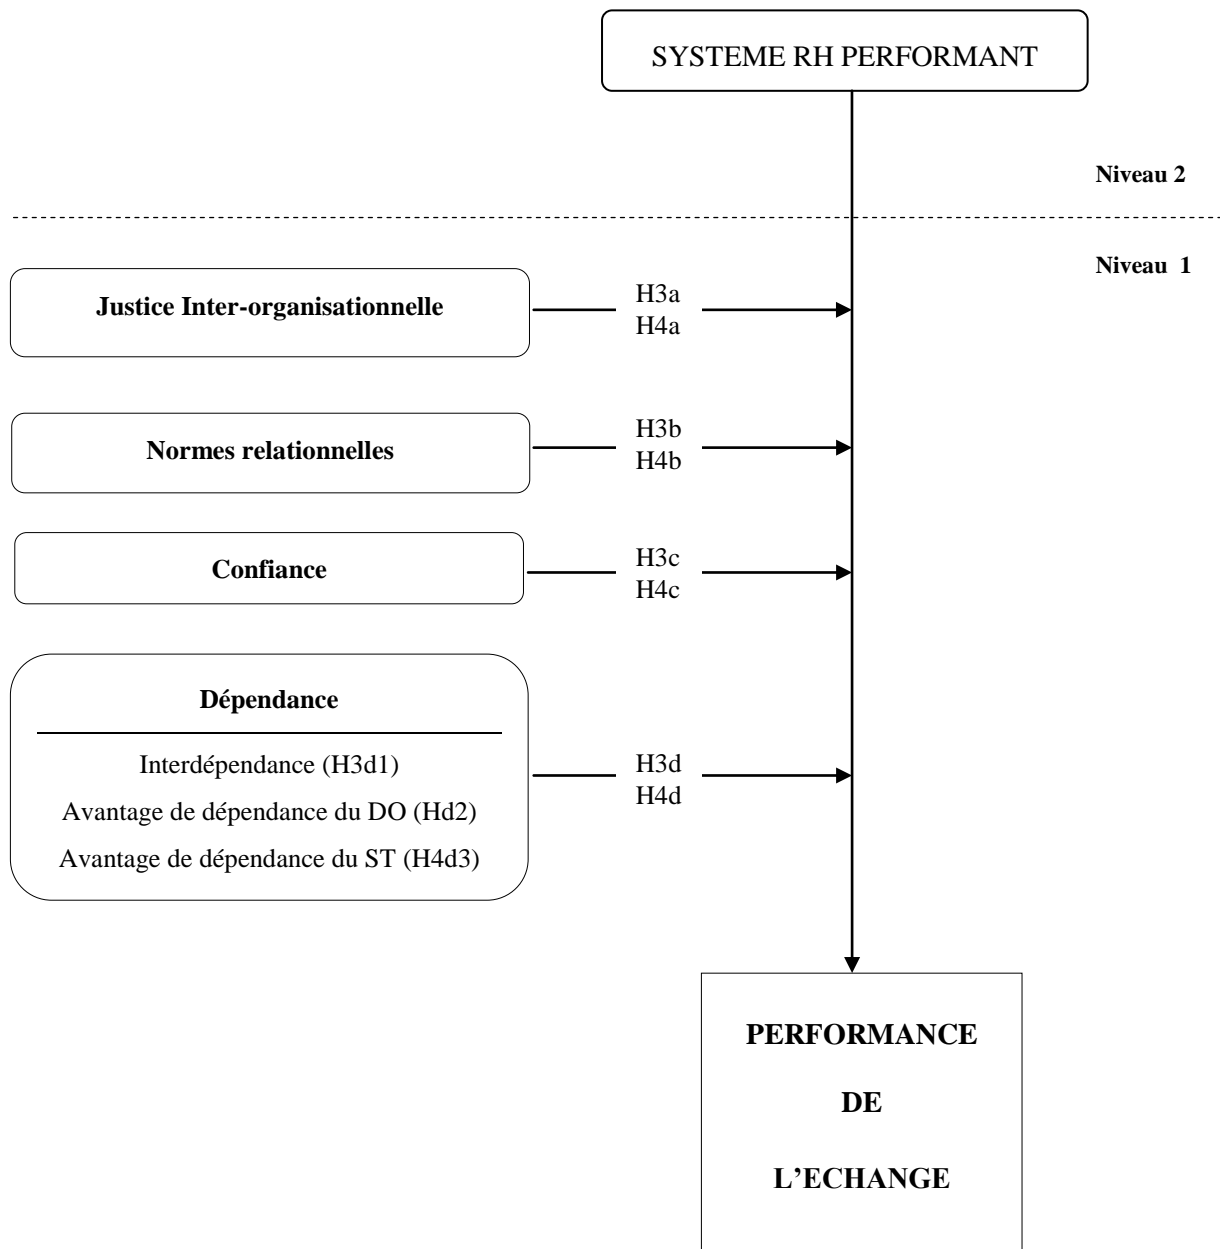 SYSTEME RH PERFORMANT
Niveau 2
Niveau 1
Justice Inter-organisationnelle
H3a
H4a
Normes relationnelles
H3b
H4b
Confiance
H3c
H4c
Dépendance
Interdépendance (H3d1)
Avantage de dépendance du DO (Hd2)
Avantage de dépendance du ST (H4d3)
H3d
H4d
PERFORMANCE
DE
L’ECHANGE